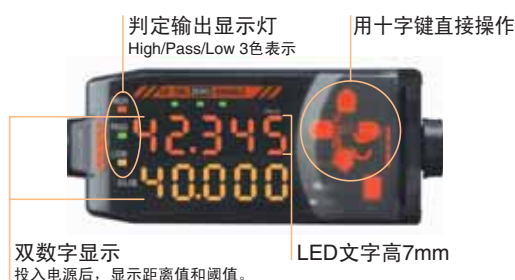 判定输出显示灯
High/Pass/Low 3色表示
用十字键直接操作
42.345
40.000
双数字显示
投入电源后，显示距离值和阈值。
LED文字高7mm